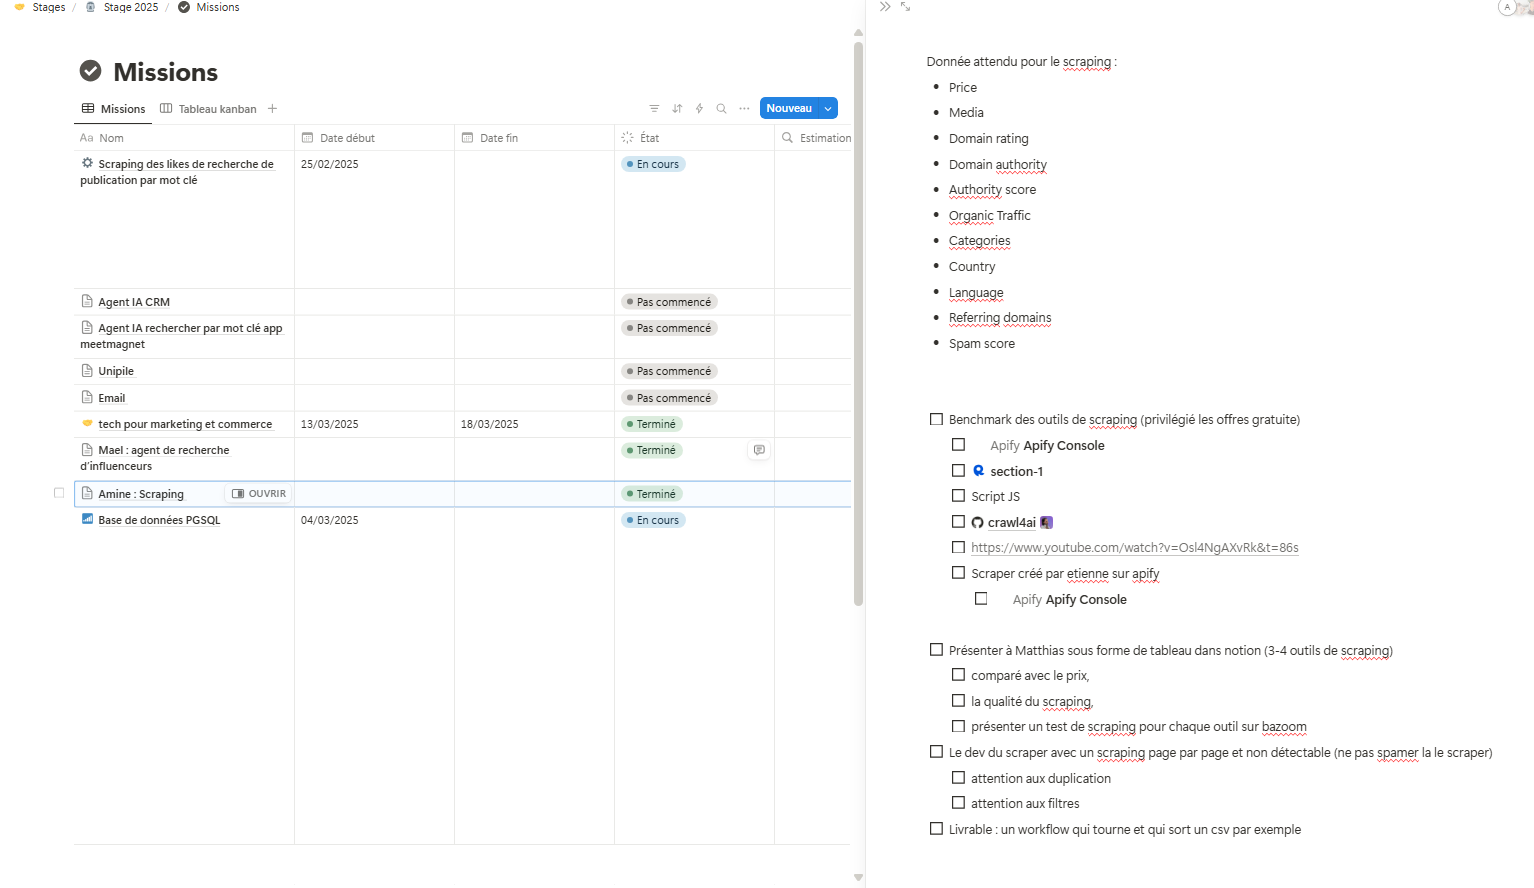 Stages / Stage 2025 / Missions
Missions
Missions Tableau kanban
Nouveau
Aa Nom Date début Date fin État Estimation
Scraping des likes de recherche de 25/02/2025 En cours
publication par mot clé
Agent IA CRM Pas commencé
Agent IA rechercher par mot clé app Pas commencé
meetmagnet
Unipile Pas commencé
Email Pas commencé
tech pour marketing et commerce 13/03/2025 18/03/2025 Terminé
Mael : agent de recherche Terminé
d'influenceurs
Amine : Scraping OUVRIR Terminé
Base de données PGSQL 04/03/2025 En cours
A
Donnée attendu pour le scraping :
Price
Media
Domain rating
Domain authority
Authority score
Organic Traffic
Categories
Country
Language
Referring domains
Spam score
Benchmark des outils de scraping (privilégié les offres gratuite)
Apify Apify Console
section-1
Script JS
crawl4ai
https://www.youtube.com/watch?v=Osl4NgAXvRk&t=86s
Scraper créé par etienne sur apify
Apify Apify Console
Présenter à Matthias sous forme de tableau dans notion (3-4 outils de scraping)
comparé avec le prix,
la qualité du scraping,
présenter un test de scraping pour chaque outil sur bazoom
Le dev du scraper avec un scraping page par page et non détectable (ne pas spamer la le scraper)
attention aux duplication
attention aux filtres
Livrable : un workflow qui tourne et qui sort un csv par exemple